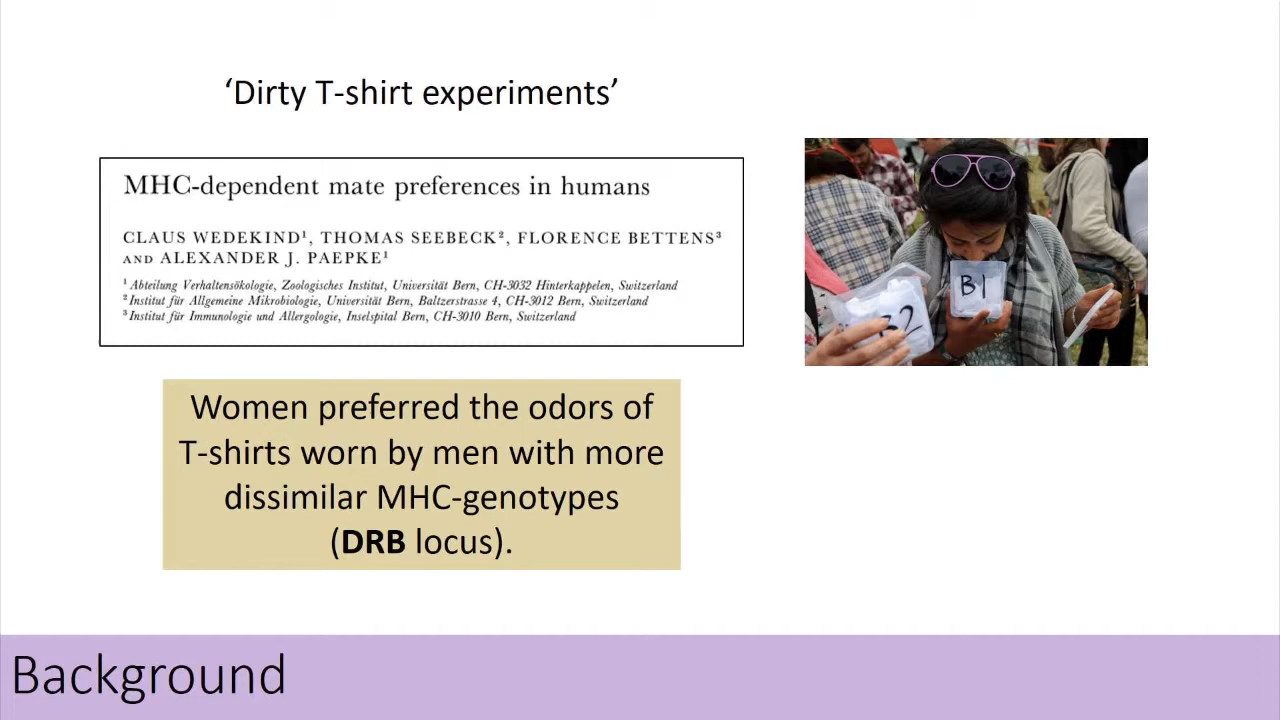 ‘Dirty T-shirt experiments’
MHC-dependent mate preferences in humans
CLAUS WEDEKIND¹, THOMAS SEEBECK², FLORENCE BETTENS³
AND ALEXANDER J. PAEPKE¹
¹ Abteilung Verhaltensökologie, Zoologisches Institut, Universität Bern, CH-3032 Hinterkappelen, Switzerland
² Institut für Allgemeine Mikrobiologie, Universität Bern, Baltzerstrasse 4, CH-3012 Bern, Switzerland
³ Institut für Immunologie und Allergologie, Inselspital Bern, CH-3010 Bern, Switzerland
B1
B2
Women preferred the odors of
T-shirts worn by men with more
dissimilar MHC-genotypes
(DRB locus).
Background